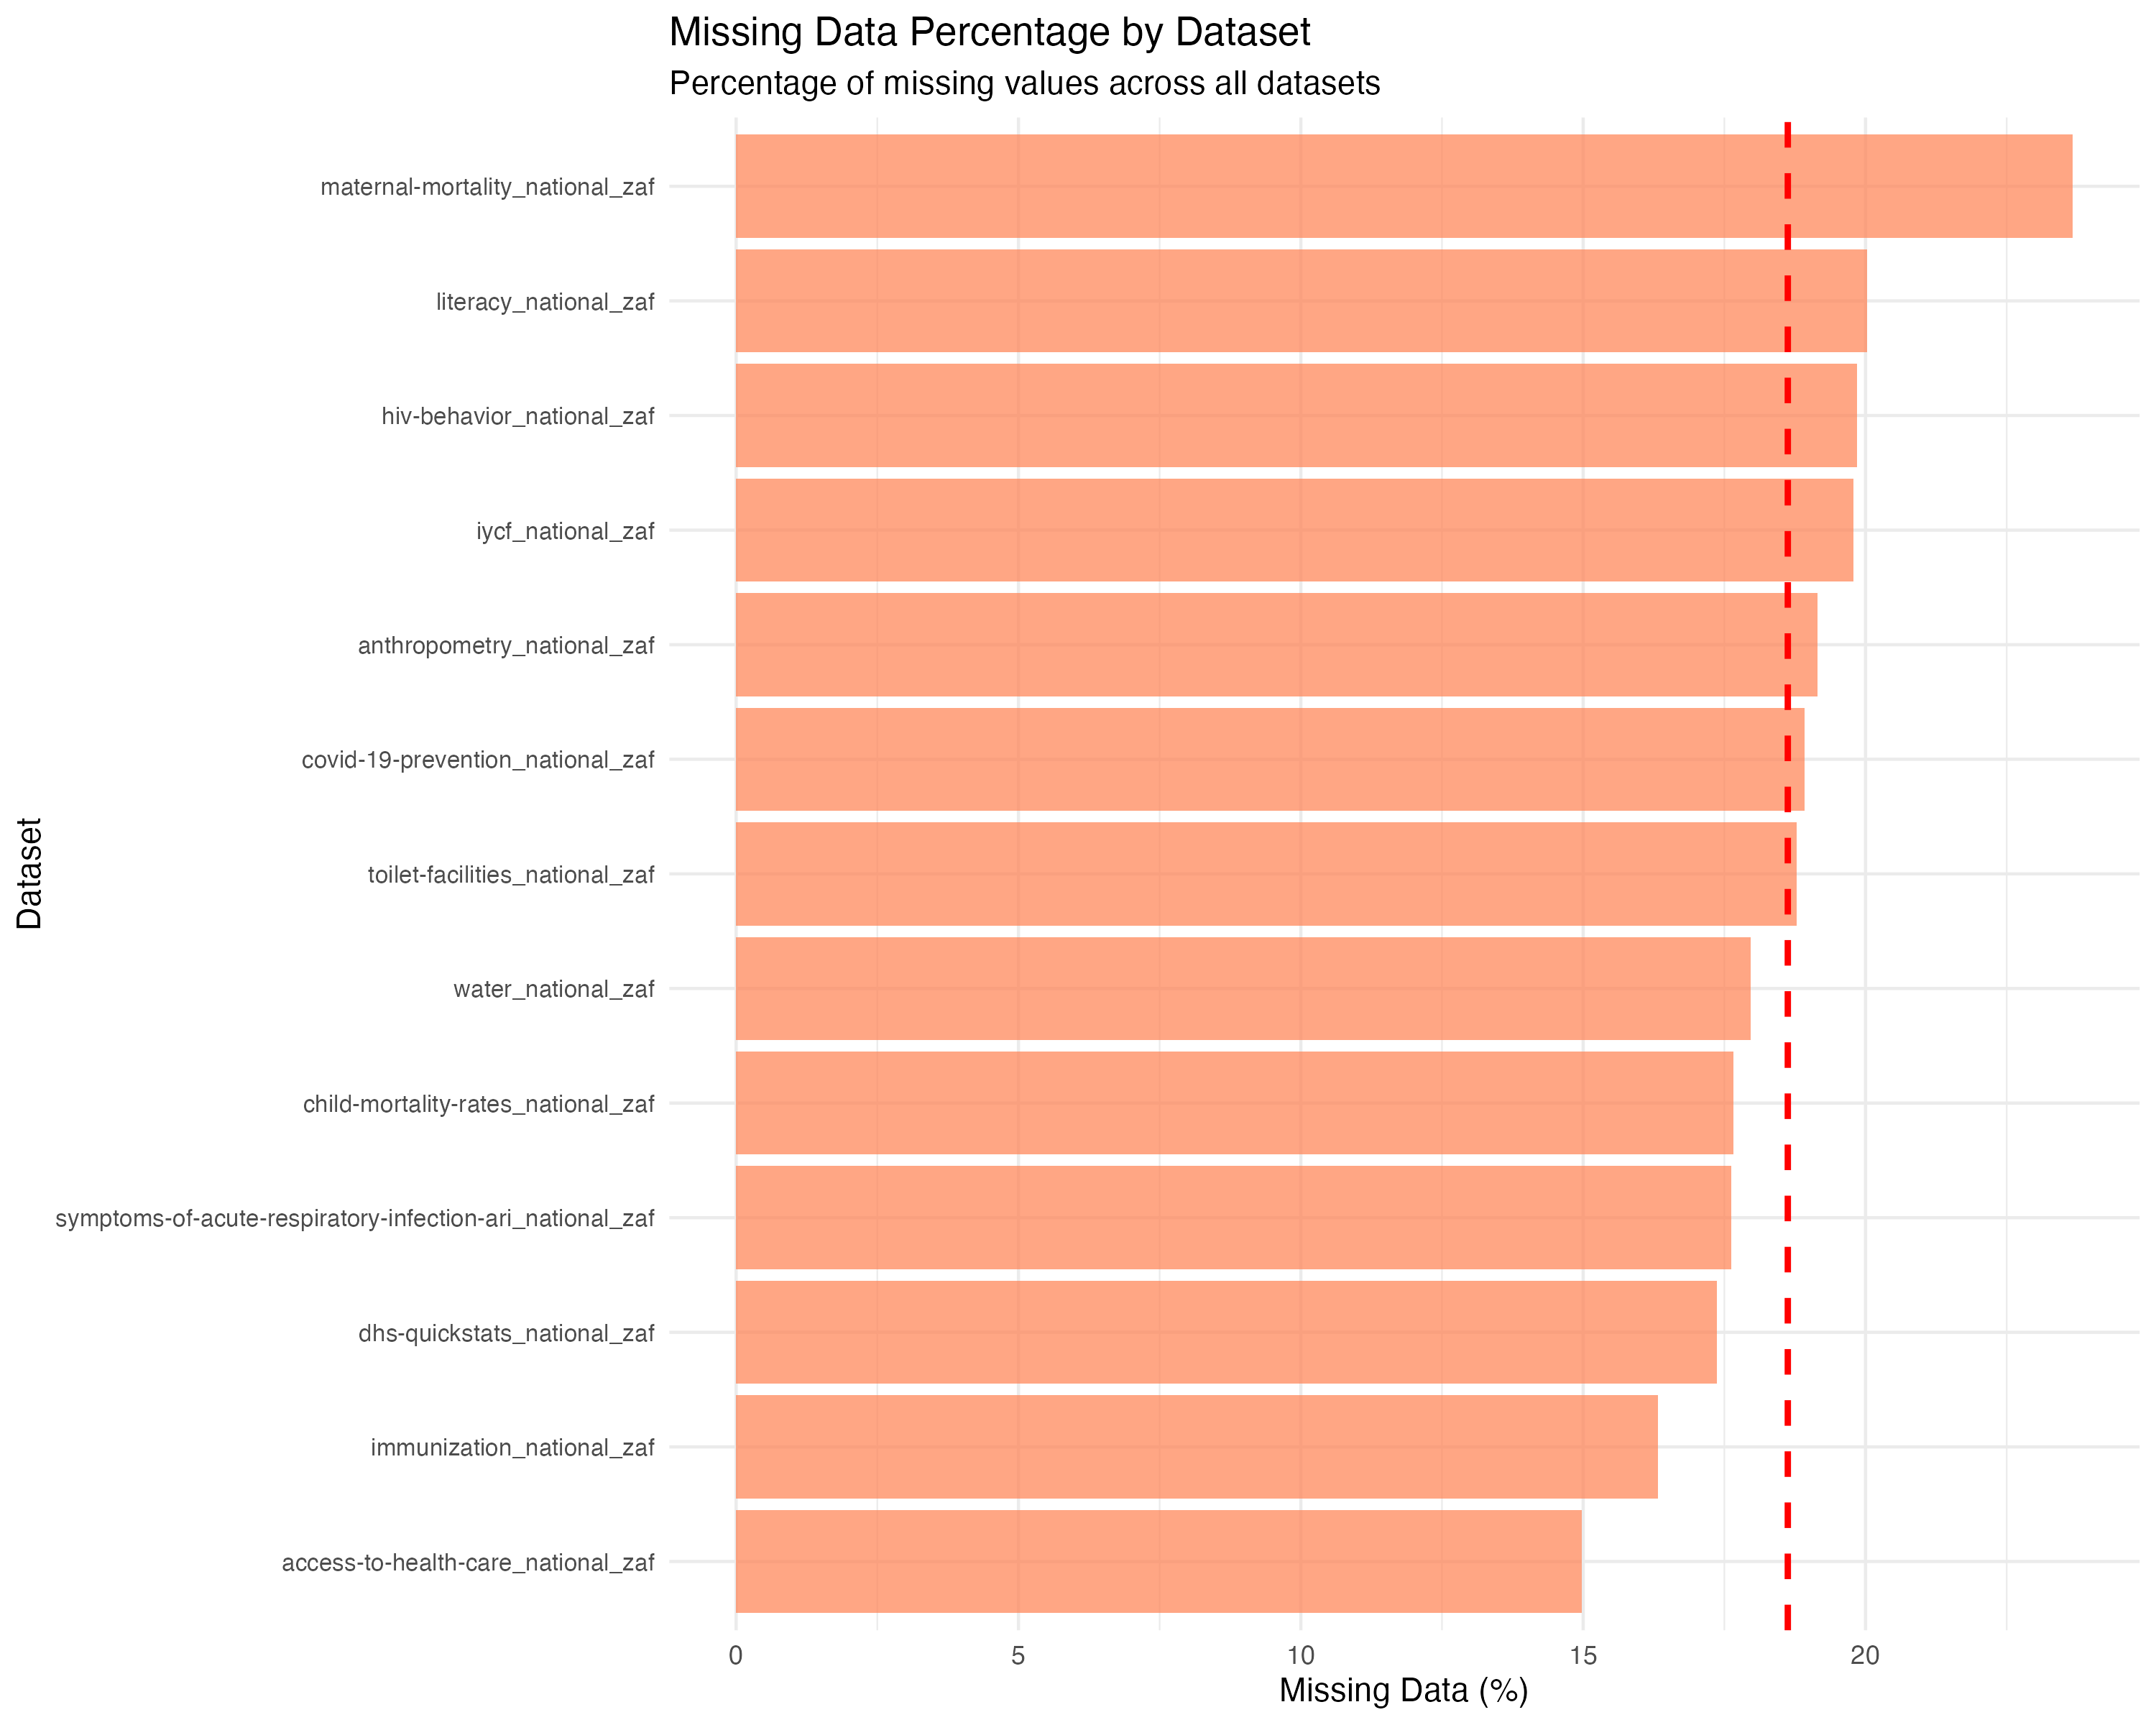 Missing Data Percentage by Dataset
Percentage of missing values across all datasets
Dataset
maternal-mortality_national_zaf
literacy_national_zaf
hiv-behavior_national_zaf
iycf_national_zaf
anthropometry_national_zaf
covid-19-prevention_national_zaf
toilet-facilities_national_zaf
water_national_zaf
child-mortality-rates_national_zaf
symptoms-of-acute-respiratory-infection-ari_national_zaf
dhs-quickstats_national_zaf
immunization_national_zaf
access-to-health-care_national_zaf
0 5 10 15 20
Missing Data (%)